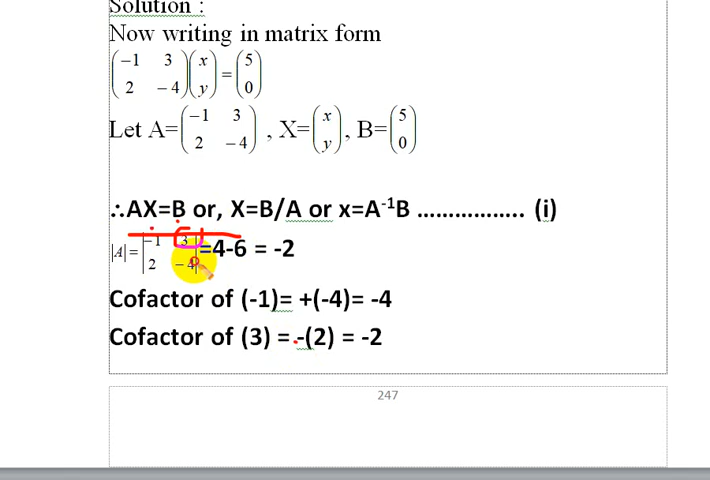 Solution :
Now writing in matrix form
(−1 3 2 −4)(x y) = (5 0)
Let A=(−1 3 2 −4) , X=(x y), B=(5 0)
∴AX=B or, X=B/A or x=A⁻¹B ................. (i)
|A|=|−1 3 2 −4|=4-6 = -2
Cofactor of (-1)= +(-4)= -4
Cofactor of (3) = -(2) = -2
247